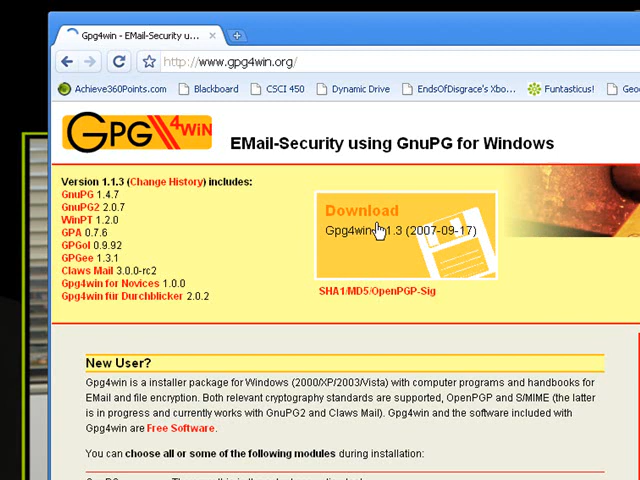 Gpg4win - EMail-Security u...
http://www.gpg4win.org/
Achieve360Points.com
Blackboard
CSCI 450
Dynamic Drive
EndsOfDisgrace's Xbo...
Funtasticus!
GPG 4WIN
EMail-Security using GnuPG for Windows
Version 1.1.3 (Change History) includes:
GnuPG 1.4.7
GnuPG2 2.0.7
WinPT 1.2.0
GPA 0.7.6
GPGol 0.9.92
GPGee 1.3.1
Claws Mail 3.0.0-rc2
Gpg4win for Novices 1.0.0
Gpg4win für Durchblicker 2.0.2
Download
Gpg4win 1.3 (2007-09-17)
SHA1/MD5/OpenPGP-Sig
New User?
Gpg4win is a installer package for Windows (2000/XP/2003/Vista) with computer programs and handbooks for
EMail and file encryption. Both relevant cryptography standards are supported, OpenPGP and S/MIME (the latter
is in progress and currently works with GnuPG2 and Claws Mail). Gpg4win and the software included with
Gpg4win are Free Software.
You can choose all or some of the following modules during installation: